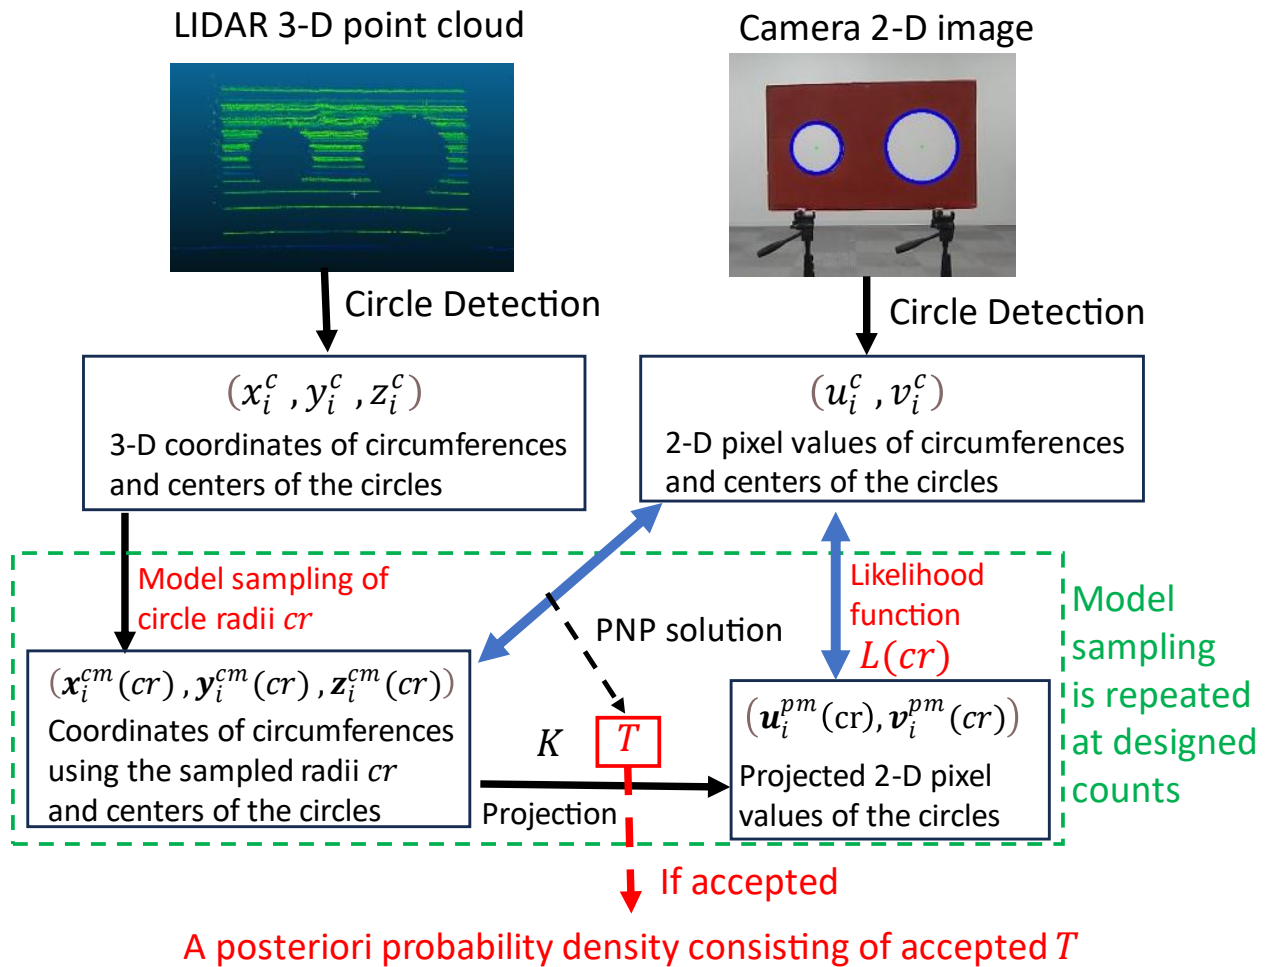 LIDAR 3-D point cloud
Camera 2-D image
Circle Detection
Circle Detection
(x_i^c , y_i^c , z_i^c)
3-D coordinates of circumferences
and centers of the circles
(u_i^c , v_i^c)
2-D pixel values of circumferences
and centers of the circles
Model sampling of
circle radii cr
PNP solution
Likelihood
function
L(cr)
Model
sampling
is repeated
at designed
counts
(x_i^{cm}(cr) , y_i^{cm}(cr) , z_i^{cm}(cr))
Coordinates of circumferences
using the sampled radii cr
and centers of the circles
K
T
Projection
(u_i^{pm}(cr), v_i^{pm}(cr))
Projected 2-D pixel
values of the circles
If accepted
A posteriori probability density consisting of accepted T